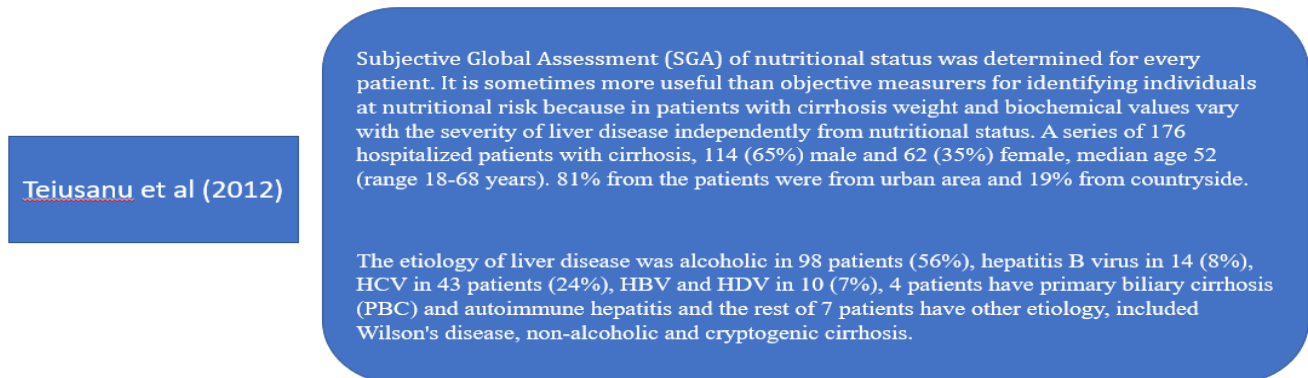 Teiusanu et al (2012)
Subjective Global Assessment (SGA) of nutritional status was determined for every
patient. It is sometimes more useful than objective measurers for identifying individuals
at nutritional risk because in patients with cirrhosis weight and biochemical values vary
with the severity of liver disease independently from nutritional status. A series of 176
hospitalized patients with cirrhosis, 114 (65%) male and 62 (35%) female, median age 52
(range 18-68 years). 81% from the patients were from urban area and 19% from countryside.
The etiology of liver disease was alcoholic in 98 patients (56%), hepatitis B virus in 14 (8%),
HCV in 43 patients (24%), HBV and HDV in 10 (7%), 4 patients have primary biliary cirrhosis
(PBC) and autoimmune hepatitis and the rest of 7 patients have other etiology, included
Wilson's disease, non-alcoholic and cryptogenic cirrhosis.